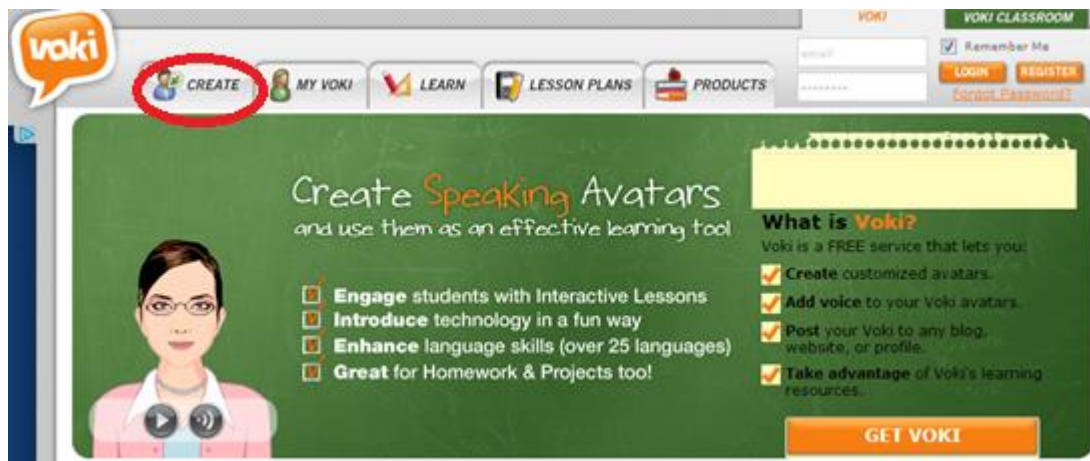 voki
VOKI
VOKI CLASSROOM
email
Remember Me
CREATE
MY VOKI
LEARN
LESSON PLANS
PRODUCTS
LOGIN
REGISTER
Forgot Password?
Create Speaking Avatars
and use them as an effective learning tool
Engage students with Interactive Lessons
Introduce technology in a fun way
Enhance language skills (over 25 languages)
Great for Homework & Projects too!
What is Voki?
Voki is a FREE service that lets you:
Create customized avatars.
Add voice to your Voki avatars.
Post your Voki to any blog,
website, or profile.
Take advantage of Voki's learning
resources.
GET VOKI